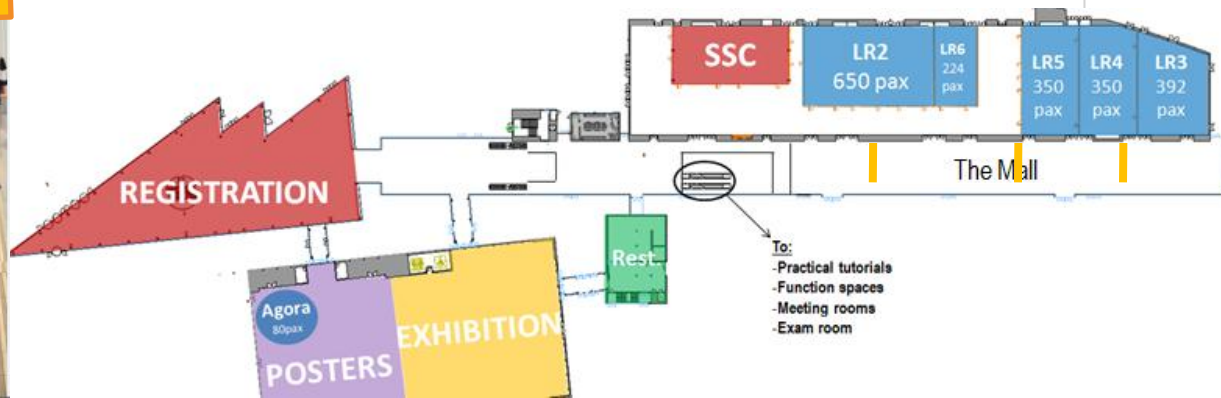 SSC
LR2
650 pax
LR6
224
pax
LR5
350
pax
LR4
350
pax
LR3
392
pax
REGISTRATION
The Mall
Rest.
To:
-Practical tutorials
-Function spaces
-Meeting rooms
-Exam room
Agora
80pax
POSTERS
EXHIBITION